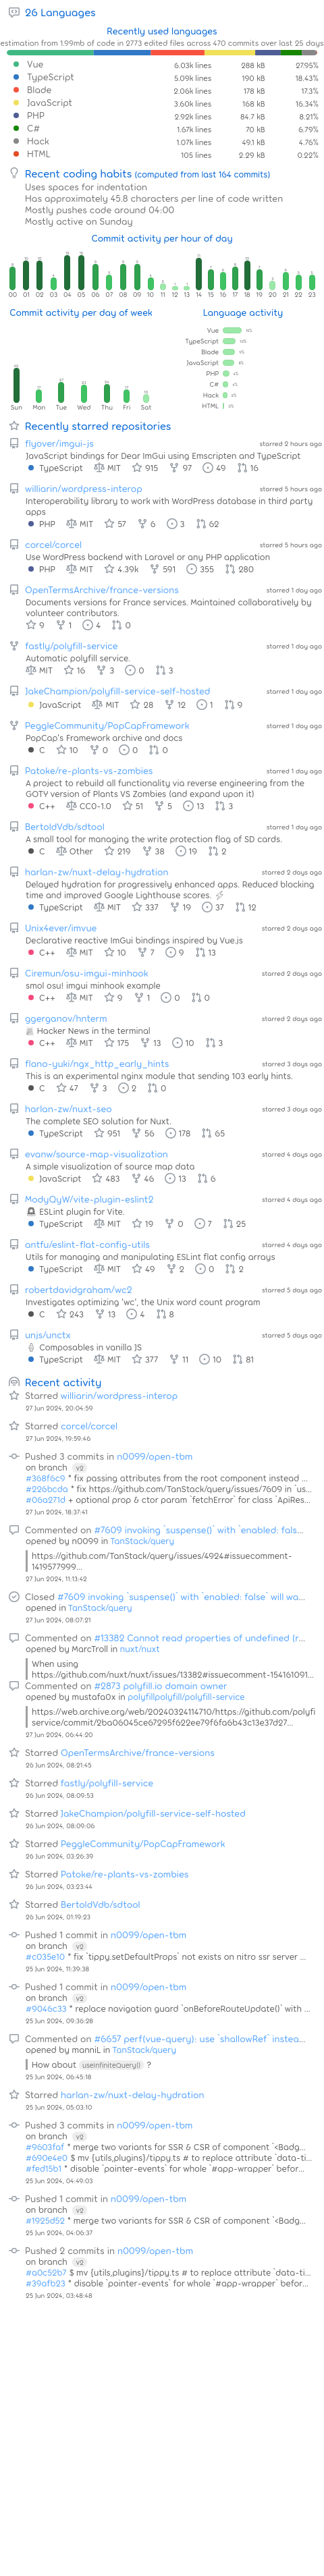 26 Languages
Recently used languages
estimation from 1.99mb of code in 2773 edited files across 470 commits over last 25 days
Vue 6.03k lines 288 kB 27.95%
TypeScript 5.09k lines 190 kB 18.43%
Blade 2.06k lines 178 kB 17.3%
JavaScript 3.60k lines 168 kB 16.34%
PHP 2.92k lines 84.7 kB 8.21%
C# 1.67k lines 70 kB 6.79%
Hack 1.07k lines 49.1 kB 4.76%
HTML 105 lines 2.29 kB 0.22%
Recent coding habits (computed from last 164 commits)
Uses spaces for indentation
Has approximately 45.8 characters per line of code written
Mostly pushes code around 04:00
Mostly active on Sunday
Commit activity per hour of day
00 01 02 03 04 05 06 07 08 09 10 11 12 13 14 15 16 17 18 19 20 21 22 23
Commit activity per day of week
Sun Mon Tue Wed Thu Fri Sat
Language activity
Vue
TypeScript
Blade
JavaScript
PHP
C#
Hack
HTML
Recently starred repositories
flyover/imgui-js starred 2 hours ago
JavaScript bindings for Dear ImGui using Emscripten and TypeScript
TypeScript MIT 915 97 49 16
williarin/wordpress-interop starred 5 hours ago
Interoperability library to work with WordPress database in third party
apps
PHP MIT 57 6 3 62
corcel/corcel starred 5 hours ago
Use WordPress backend with Laravel or any PHP application
PHP MIT 4.39k 591 355 280
OpenTermsArchive/france-versions starred 1 day ago
Documents versions for France services. Maintained collaboratively by
volunteer contributors.
9 1 4 0
fastly/polyfill-service starred 1 day ago
Automatic polyfill service.
MIT 16 3 0 3
JakeChampion/polyfill-service-self-hosted starred 1 day ago
JavaScript MIT 28 12 1 9
PeggleCommunity/PopCapFramework starred 1 day ago
PopCap's Framework archive and docs
C 10 0 0 0
Patoke/re-plants-vs-zombies starred 1 day ago
A project to rebuild all functionality via reverse engineering from the
GOTY version of Plants VS Zombies (and expand upon it)
C++ CC0-1.0 51 5 13 3
BertoldVdb/sdtool starred 1 day ago
A small tool for managing the write protection flag of SD cards.
C Other 219 38 19 2
harlan-zw/nuxt-delay-hydration starred 2 days ago
Delayed hydration for progressively enhanced apps. Reduced blocking
time and improved Google Lighthouse scores. ⚡
TypeScript MIT 337 19 37 12
Unix4ever/imvue starred 2 days ago
Declarative reactive ImGui bindings inspired by Vue.js
C++ MIT 10 7 9 13
Ciremun/osu-imgui-minhook starred 2 days ago
smol osu! imgui minhook example
C++ MIT 9 1 0 0
ggerganov/hnterm starred 2 days ago
Hacker News in the terminal
C++ MIT 175 13 10 3
flano-yuki/ngx_http_early_hints starred 3 days ago
This is an experimental nginx module that sending 103 early hints.
C 47 3 2 0
harlan-zw/nuxt-seo starred 3 days ago
The complete SEO solution for Nuxt.
TypeScript 951 56 178 65
evanw/source-map-visualization starred 4 days ago
A simple visualization of source map data
JavaScript 483 46 13 6
ModyQyW/vite-plugin-eslint2 starred 4 days ago
ESLint plugin for Vite.
TypeScript MIT 19 0 7 25
antfu/eslint-flat-config-utils starred 4 days ago
Utils for managing and manipulating ESLint flat config arrays
TypeScript MIT 49 2 0 2
robertdavidgraham/wc2 starred 5 days ago
Investigates optimizing 'wc', the Unix word count program
C 243 13 4 8
unjs/unctx starred 5 days ago
Composables in vanilla JS
TypeScript MIT 377 11 10 81
Recent activity
Starred williarin/wordpress-interop
27 Jun 2024, 20:04:59
Starred corcel/corcel
27 Jun 2024, 19:59:46
Pushed 3 commits in n0099/open-tbm
on branch v2
#368f6c9 * fix passing attributes from the root component instead ...
#226bcda * fix https://github.com/TanStack/query/issues/7609 in `us...
#06a271d + optional prop & ctor param `fetchedAt` for class `ApiRes...
27 Jun 2024, 18:37:41
Commented on #7609 invoking `suspense()` with `enabled: fals...
opened by n0099 in TanStack/query
https://github.com/TanStack/query/issues/4924#issuecomment-
1419577999...
27 Jun 2024, 11:13:42
Closed #7609 invoking `suspense()` with `enabled: false` will wa...
opened in TanStack/query
27 Jun 2024, 08:07:21
Commented on #13382 Cannot read properties of undefined (r...
opened by MarcTroll in nuxt/nuxt
When using
https://github.com/nuxt/nuxt/issues/13382#issuecomment-154161091...
Commented on #2873 polyfill.io domain owner
opened by mustafa0x in polyfillpolyfill/polyfill-service
https://web.archive.org/web/20240324114710/https://github.com/polyfi
service/commit/2ba06045ce67295f622ee79f6fa6b43c13e37d27...
27 Jun 2024, 06:44:20
Starred OpenTermsArchive/france-versions
26 Jun 2024, 08:21:45
Starred fastly/polyfill-service
26 Jun 2024, 08:09:53
Starred JakeChampion/polyfill-service-self-hosted
26 Jun 2024, 08:09:06
Starred PeggleCommunity/PopCapFramework
26 Jun 2024, 03:26:39
Starred Patoke/re-plants-vs-zombies
26 Jun 2024, 03:23:44
Starred BertoldVdb/sdtool
26 Jun 2024, 01:19:23
Pushed 1 commit in n0099/open-tbm
on branch v2
#c035e10 * fix `tippy.setDefaultProps` not exists on nitro ssr server ...
25 Jun 2024, 11:39:38
Pushed 1 commit in n0099/open-tbm
on branch v2
#9046c33 * replace navigation guard `onBeforeRouteUpdate()` with ...
25 Jun 2024, 09:36:28
Commented on #6657 perf(vue-query): use `shallowRef` instea...
opened by manniL in TanStack/query
How about useInfiniteQuery() ?
25 Jun 2024, 06:45:18
Starred harlan-zw/nuxt-delay-hydration
25 Jun 2024, 05:03:10
Pushed 3 commits in n0099/open-tbm
on branch v2
#9603faf * merge two variants for SSR & CSR of component `<Badg...
#690e4e0 $ mv {utils,plugins}/tippy.ts # to replace attribute `data-ti...
#fed15b1 * disable `pointer-events` for whole `#app-wrapper` befor...
25 Jun 2024, 04:49:03
Pushed 1 commit in n0099/open-tbm
on branch v2
#1925d52 * merge two variants for SSR & CSR of component `<Badg...
25 Jun 2024, 04:06:37
Pushed 2 commits in n0099/open-tbm
on branch v2
#a0c52b7 $ mv {utils,plugins}/tippy.ts # to replace attribute `data-ti...
#39afb23 * disable `pointer-events` for whole `#app-wrapper` befor...
25 Jun 2024, 03:48:48